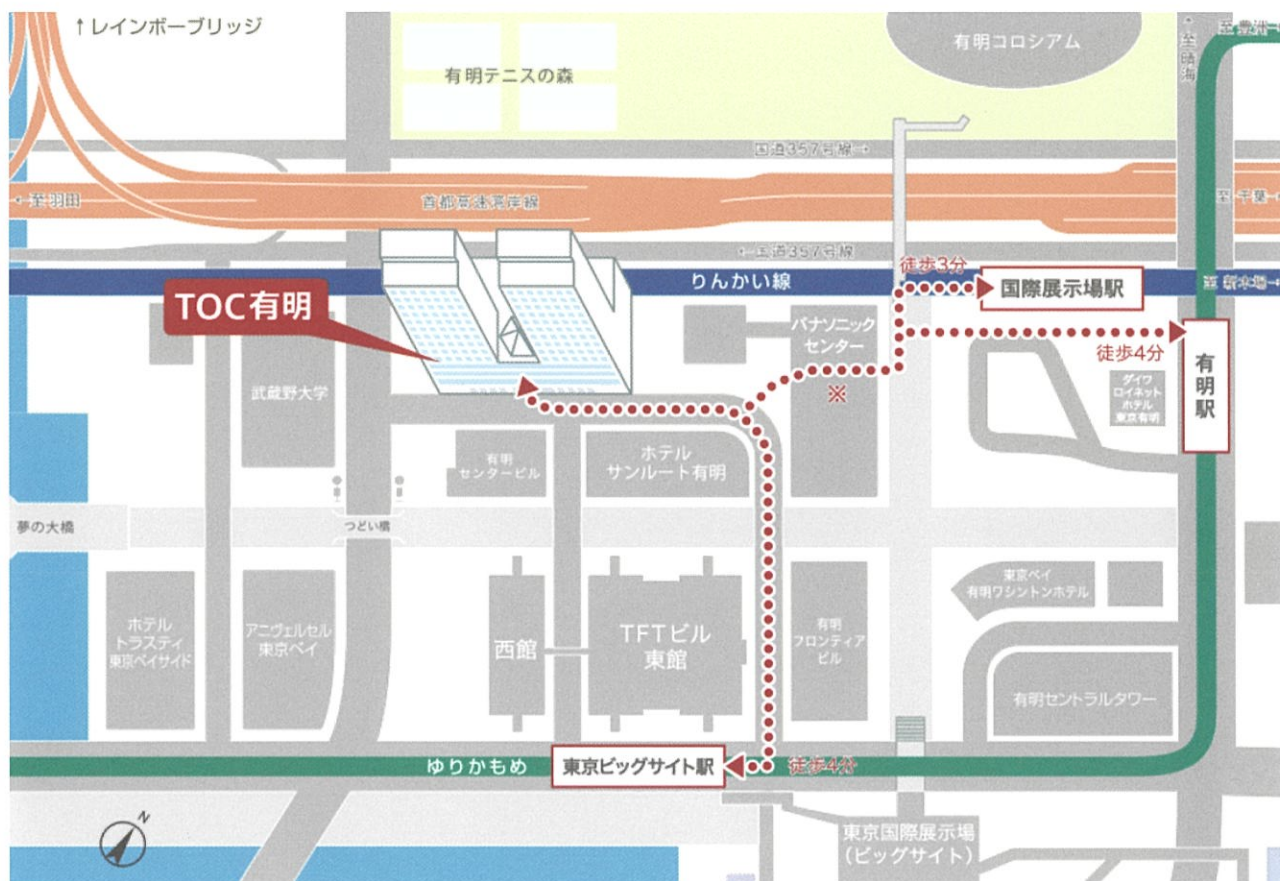 ↑レインボーブリッジ
有明テニスの森
有明コロシアム
↑至晴海
至豊洲→
国道357号線→
←至羽田
首都高速湾岸線
至千葉→
←国道357号線
りんかい線
徒歩3分
国際展示場駅
至新木場→
TOC有明
パナソニック
センター
※
徒歩4分
有明駅
ダイワ
ロイネット
ホテル
東京有明
武蔵野大学
有明
センタービル
ホテル
サンルート有明
夢の大橋
つどい橋
ホテル
トラスティ
東京ベイサイド
アニヴェルセル
東京ベイ
西館
TFTビル
東館
有明
フロンティア
ビル
東京ベイ
有明ワシントンホテル
有明セントラルタワー
ゆりかもめ
東京ビッグサイト駅
徒歩4分
N
東京国際展示場
(ビッグサイト)